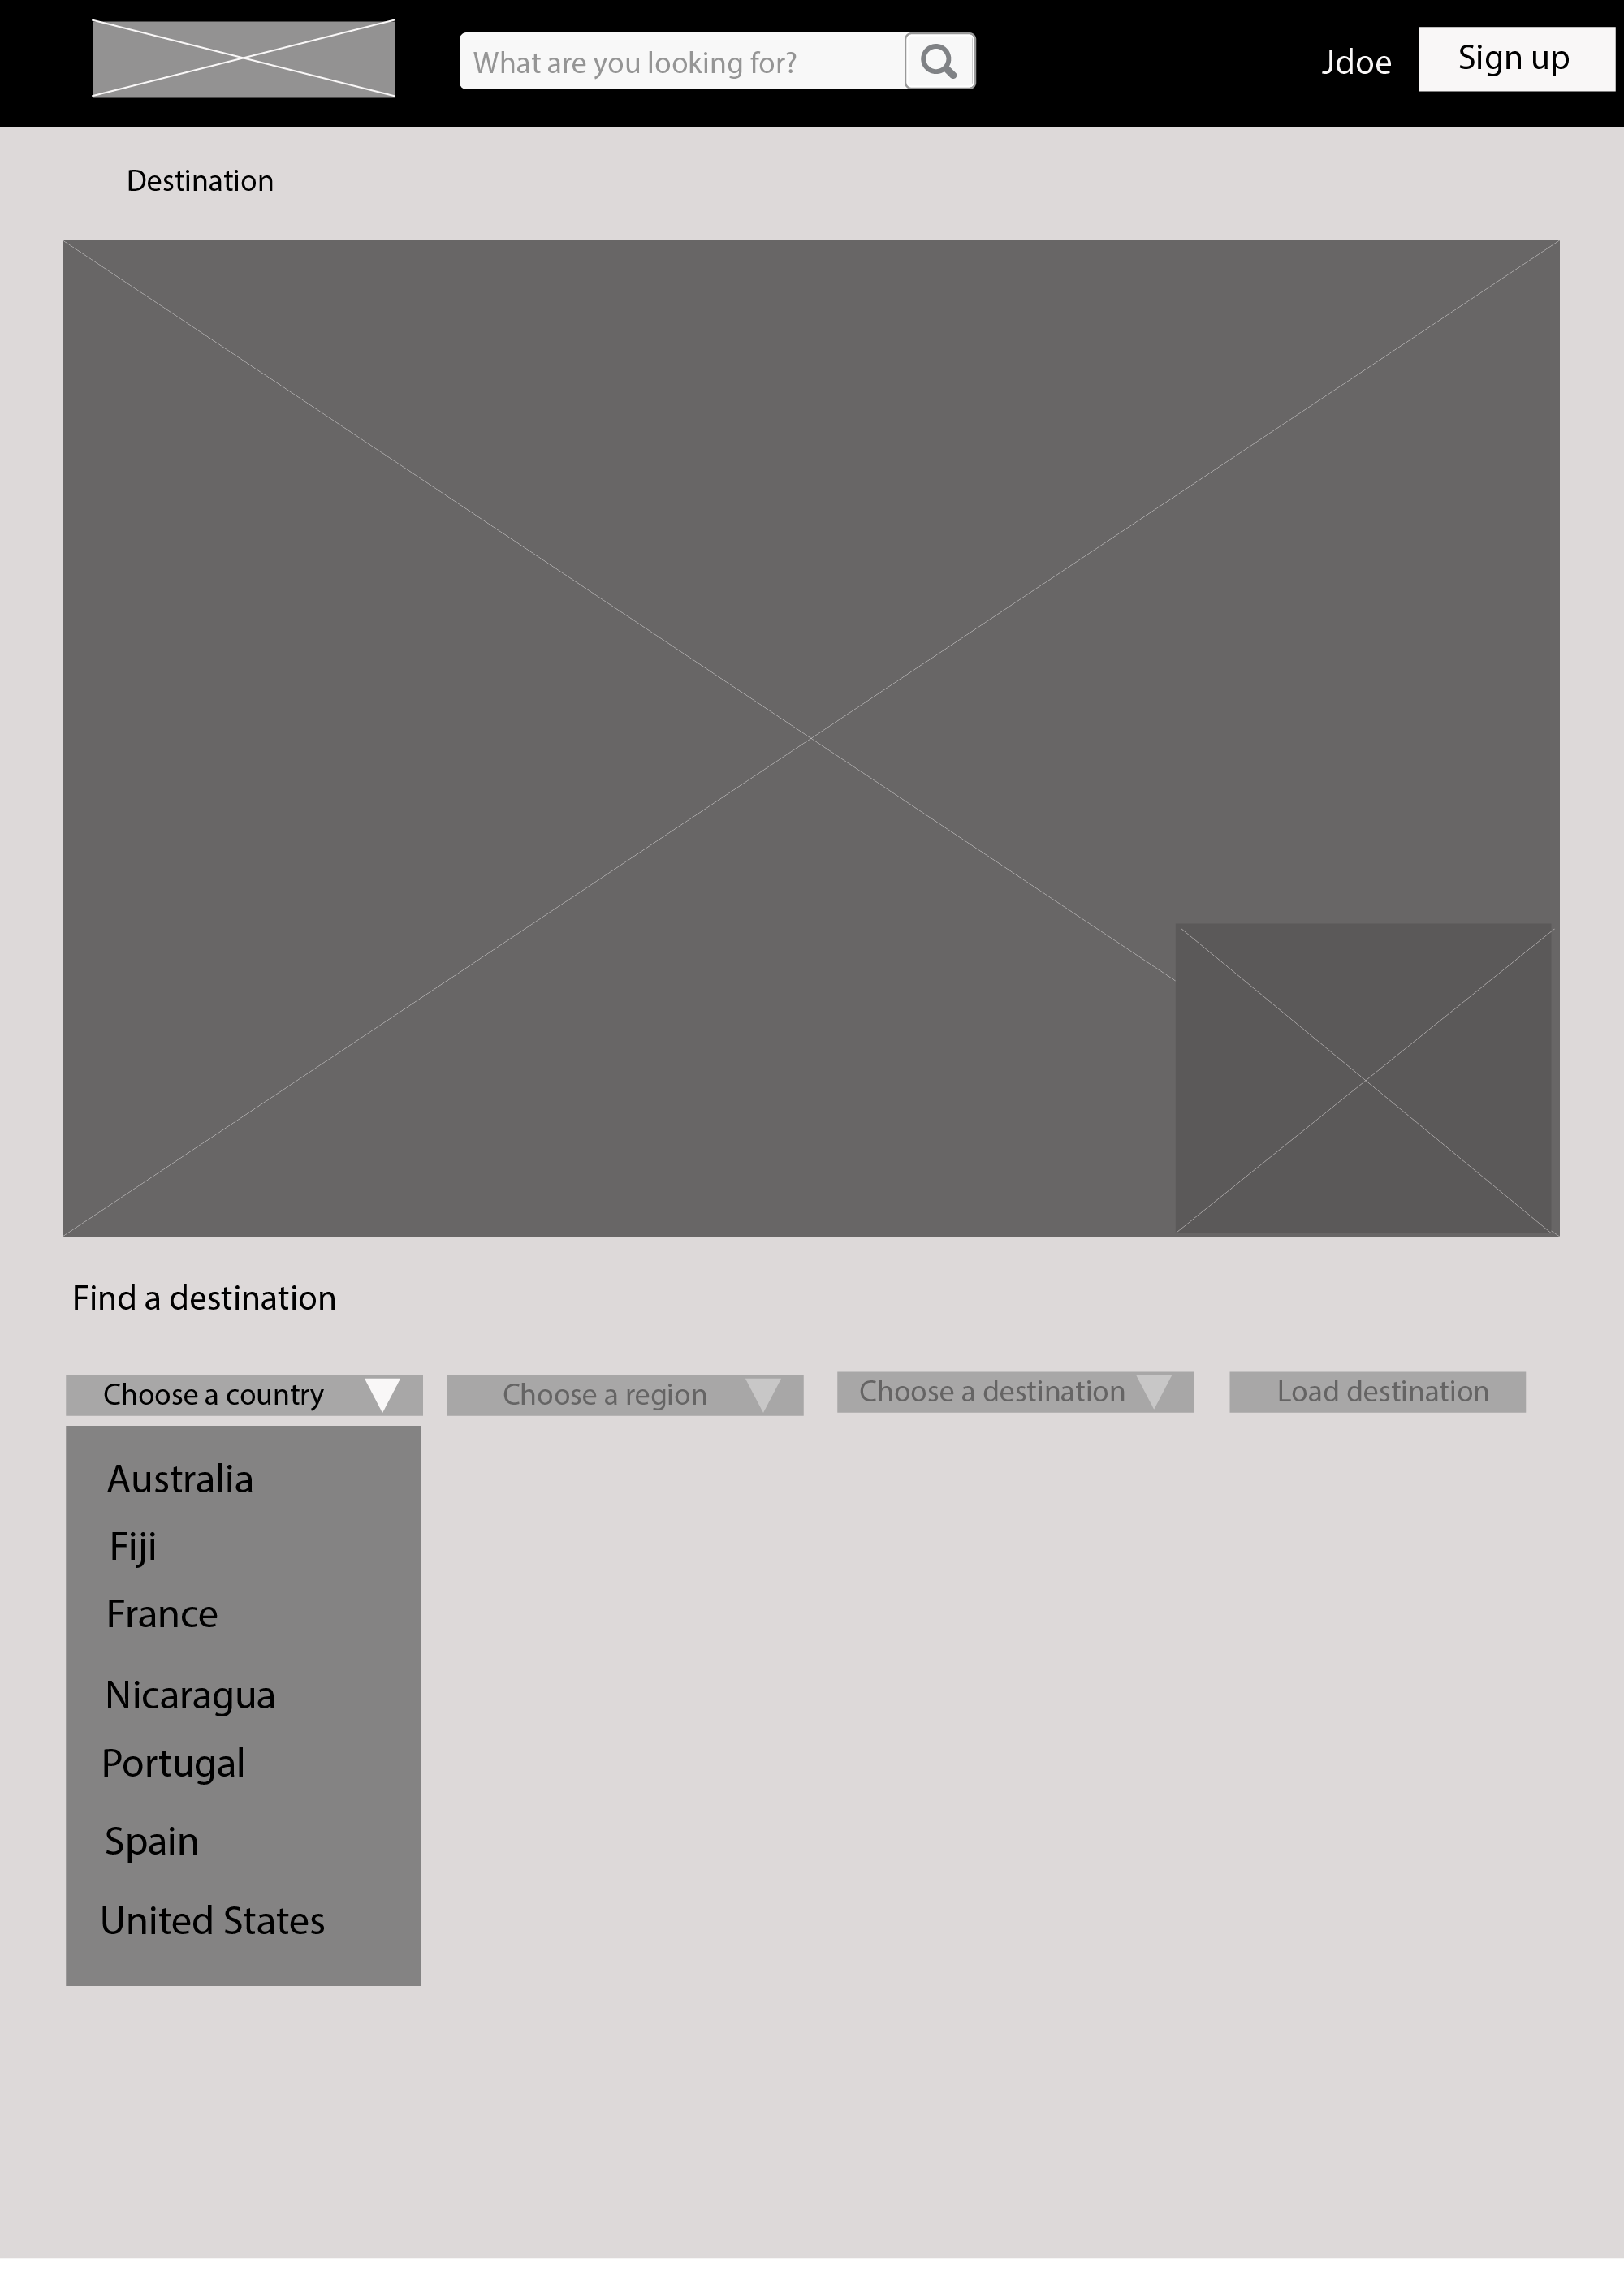 What are you looking for?
Jdoe
Sign up
Destination
Find a destination
Choose a country
Choose a region
Choose a destination
Load destination
Australia
Fiji
France
Nicaragua
Portugal
Spain
United States